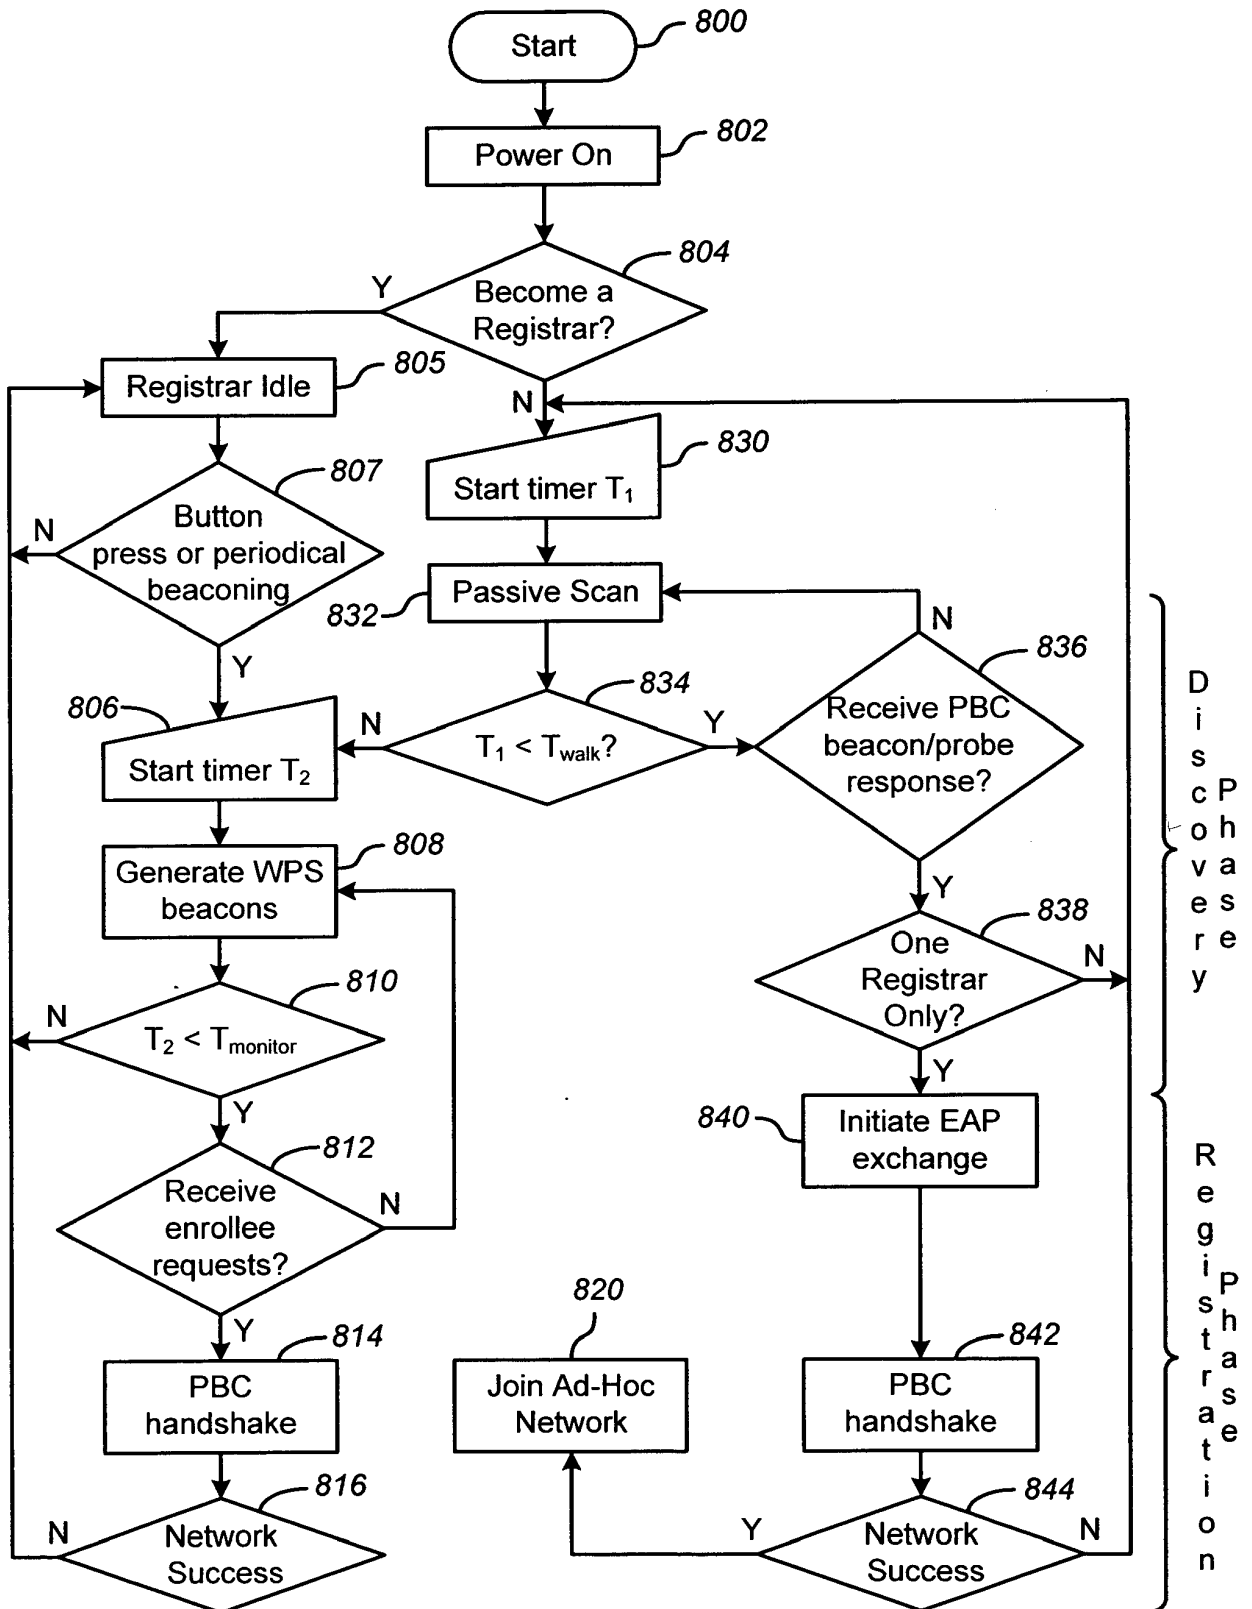 Start
800
Power On
802
Become a
Registrar?
804
Y
N
Registrar Idle
805
Button
press or periodical
beaconing
807
N
Y
Start timer T1
830
Passive Scan
832
T1 < Twalk?
834
N
Y
Receive PBC
beacon/probe
response?
836
N
Y
Start timer T2
806
Generate WPS
beacons
808
T2 < Tmonitor
810
N
Y
One
Registrar
Only?
838
N
Y
Receive
enrollee
requests?
812
N
Y
Initiate EAP
exchange
840
PBC
handshake
814
Join Ad-Hoc
Network
820
PBC
handshake
842
Network
Success
816
N
Network
Success
844
Y
N
Discovery
Phase
Registration
Phase